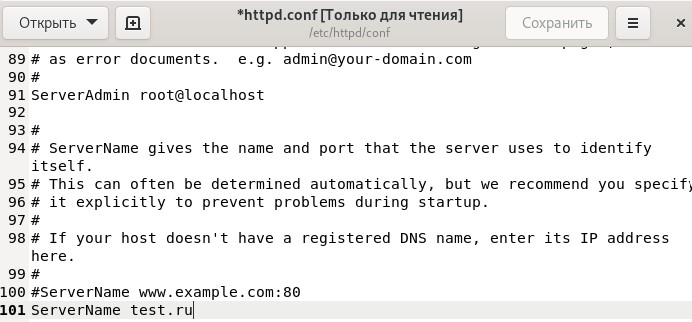 Открыть
*httpd.conf [Только для чтения]
/etc/httpd/conf
Сохранить
89 # as error documents.  e.g. admin@your-domain.com
90 #
91 ServerAdmin root@localhost
92
93 #
94 # ServerName gives the name and port that the server uses to identify
itself.
95 # This can often be determined automatically, but we recommend you specify
96 # it explicitly to prevent problems during startup.
97 #
98 # If your host doesn't have a registered DNS name, enter its IP address
here.
99 #
100 #ServerName www.example.com:80
101 ServerName test.ru